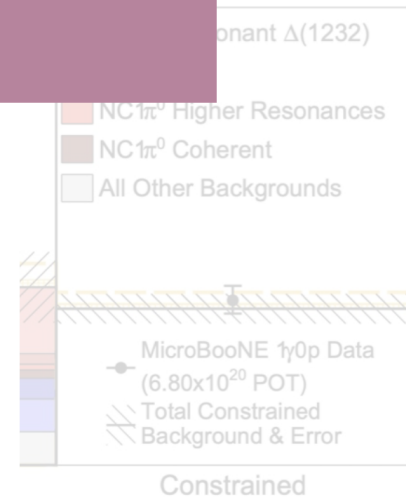 onant Δ(1232)
NC1π⁰ Higher Resonances
NC1π⁰ Coherent
All Other Backgrounds
MicroBooNE 1γ0p Data
(6.80x10²⁰ POT)
Total Constrained
Background & Error
Constrained